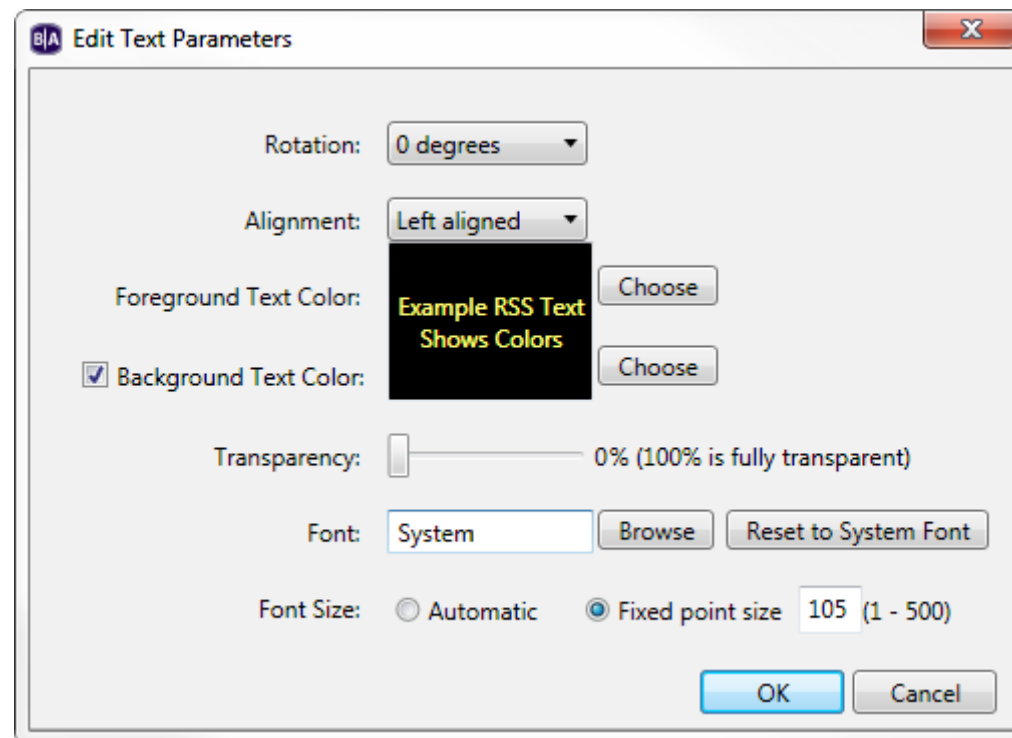 B|A Edit Text Parameters
Rotation: 0 degrees
Alignment: Left aligned
Foreground Text Color: Choose
Example RSS Text
Shows Colors
Background Text Color: Choose
Transparency: 0% (100% is fully transparent)
Font: System Browse Reset to System Font
Font Size: Automatic Fixed point size 105 (1 - 500)
OK Cancel